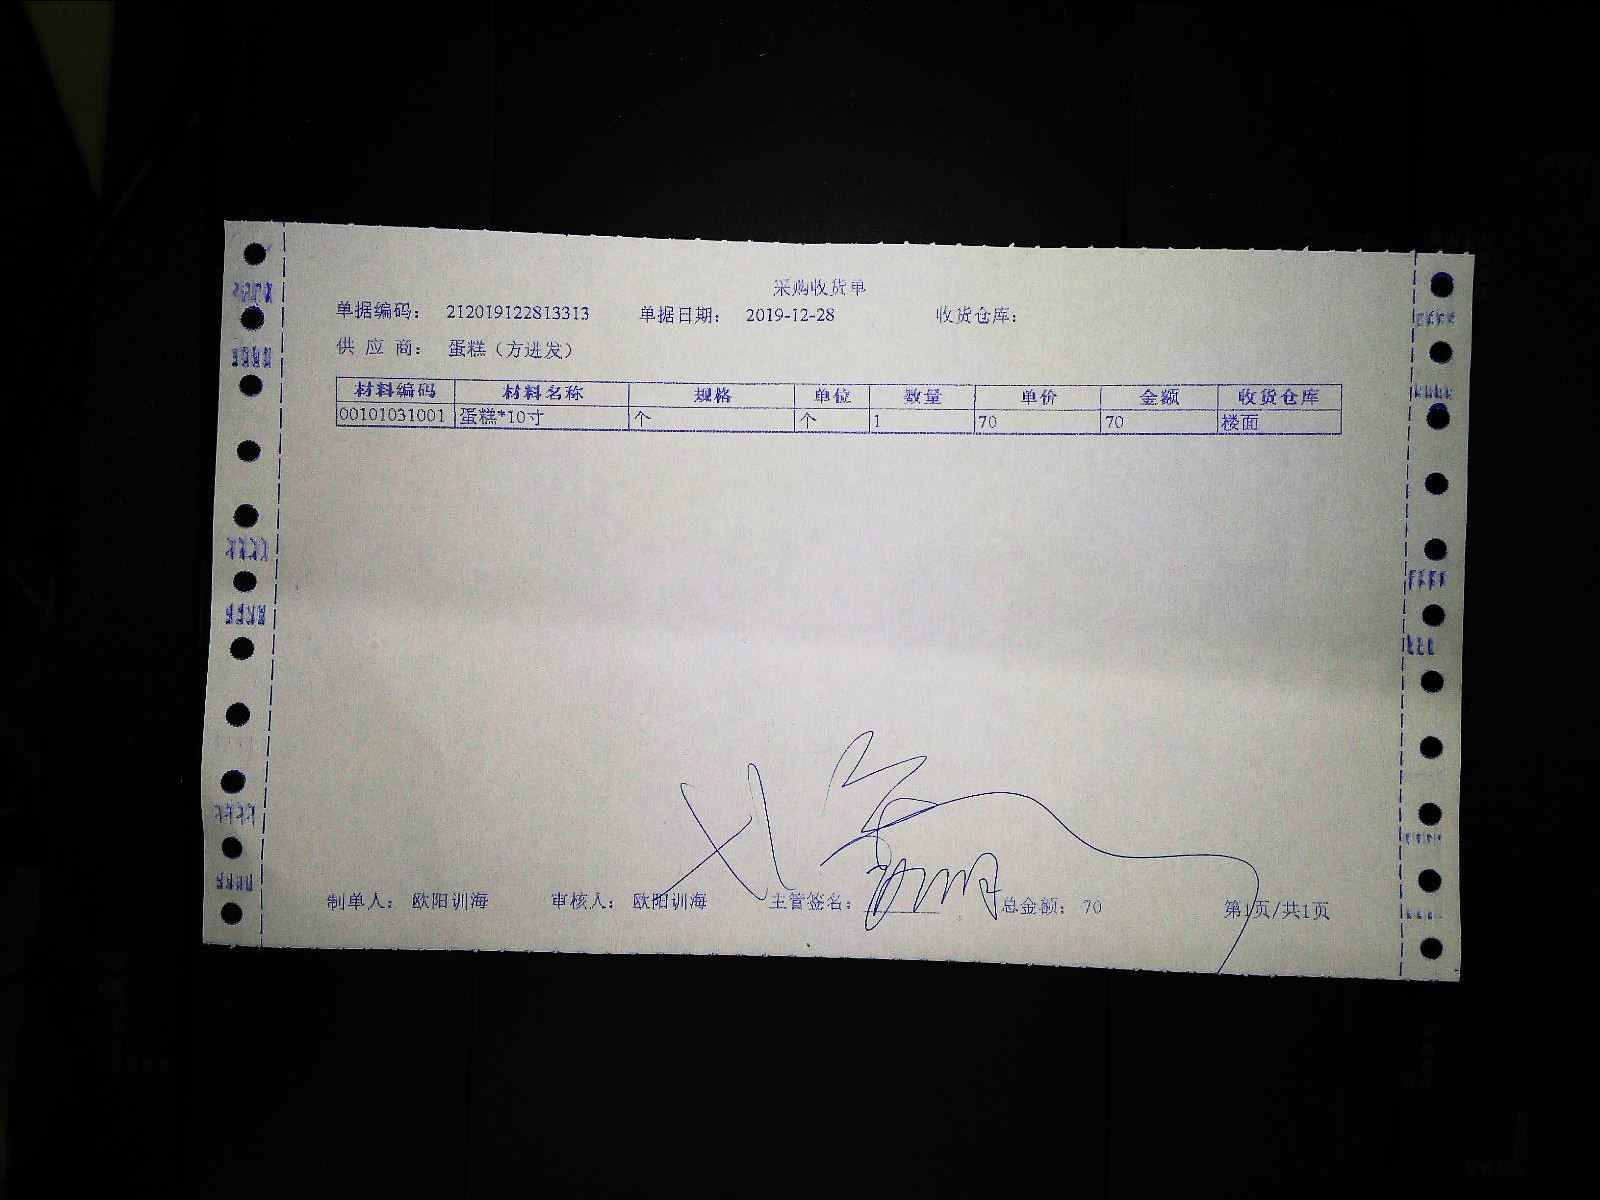 采购收货单
单据编码： 212019122813313 单据日期： 2019-12-28 收货仓库：
供 应 商： 蛋糕（方进发）
材料编码 材料名称 规格 单位 数量 单价 金额 收货仓库
00101031001 蛋糕*10寸 个 个 1 70 70 楼面
制单人： 欧阳训海 审核人： 欧阳训海 主管签名： 总金额： 70 第1页/共1页